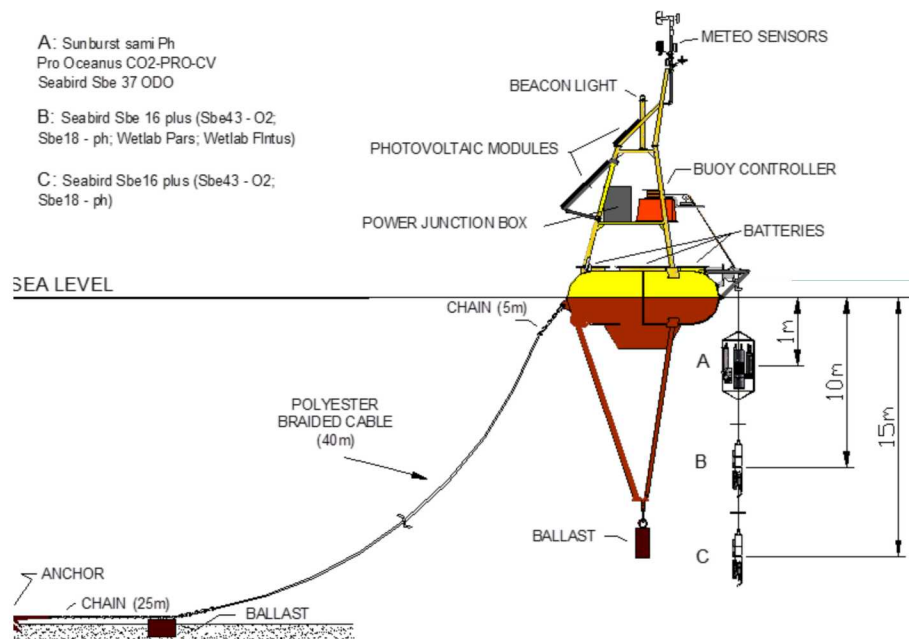 A: Sunburst sami Ph
Pro Oceanus CO2-PRO-CV
Seabird Sbe 37 ODO
B: Seabird Sbe 16 plus (Sbe43 - O2;
Sbe18 - ph; Wetlab Pars; Wetlab Flntus)
C: Seabird Sbe16 plus (Sbe43 - O2;
Sbe18 - ph)
METEO SENSORS
BEACON LIGHT
PHOTOVOLTAIC MODULES
BUOY CONTROLLER
POWER JUNCTION BOX
BATTERIES
SEA LEVEL
CHAIN (5m)
1m
A
10m
15m
POLYESTER
BRAIDED CABLE
(40m)
B
BALLAST
C
ANCHOR
CHAIN (25m)
BALLAST